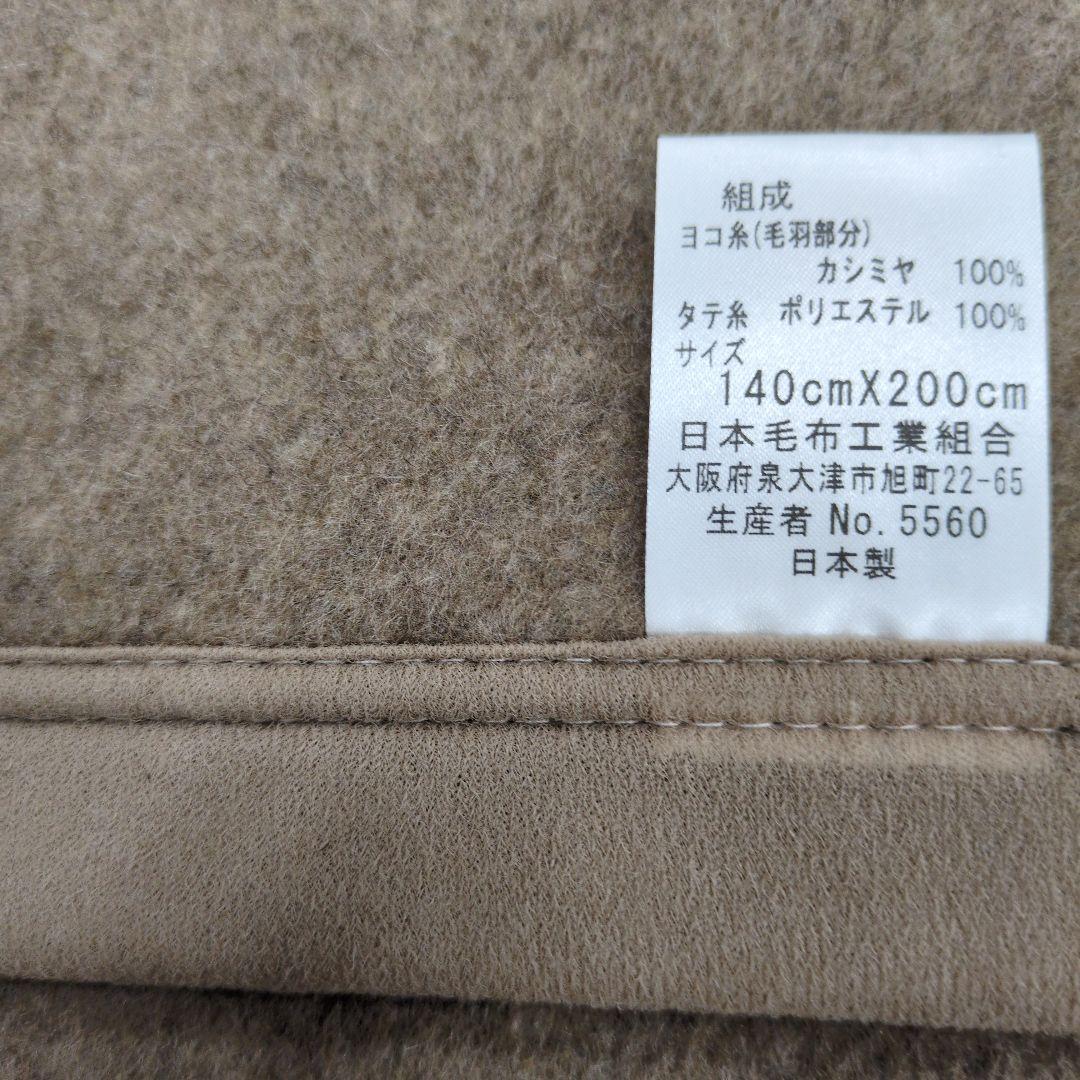 組成
ヨコ糸(毛羽部分)
カシミヤ 100%
タテ糸 ポリエステル 100%
サイズ
140cmX200cm
日本毛布工業組合
大阪府泉大津市旭町22-65
生産者 No.5560
日本製